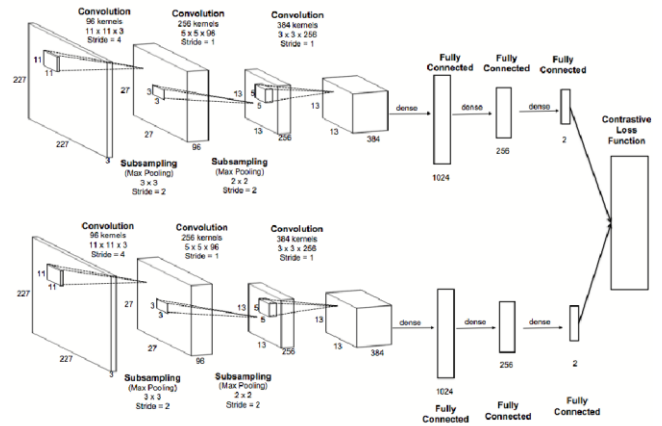 Convolution
96 kernels
11 x 11 x 3
Stride = 4
Convolution
256 kernels
5 x 5 x 96
Stride = 1
Convolution
384 kernels
3 x 3 x 256
Stride = 1
11
11
227
227
3
27
3
3
27
96
13
5
5
13
256
13
384
dense
Fully
Connected
1024
dense
Fully
Connected
256
dense
Fully
Connected
2
Contrastive
Loss
Function
Subsampling
(Max Pooling)
3 x 3
Stride = 2
Subsampling
(Max Pooling)
2 x 2
Stride = 2
Convolution
96 kernels
11 x 11 x 3
Stride = 4
Convolution
256 kernels
5 x 5 x 96
Stride = 1
Convolution
384 kernels
3 x 3 x 256
Stride = 1
11
11
227
227
3
27
3
3
27
96
13
5
5
13
256
13
13
384
dense
1024
dense
256
dense
2
Subsampling
(Max Pooling)
3 x 3
Stride = 2
Subsampling
(Max Pooling)
2 x 2
Stride = 2
Fully
Connected
Fully
Connected
Fully
Connected